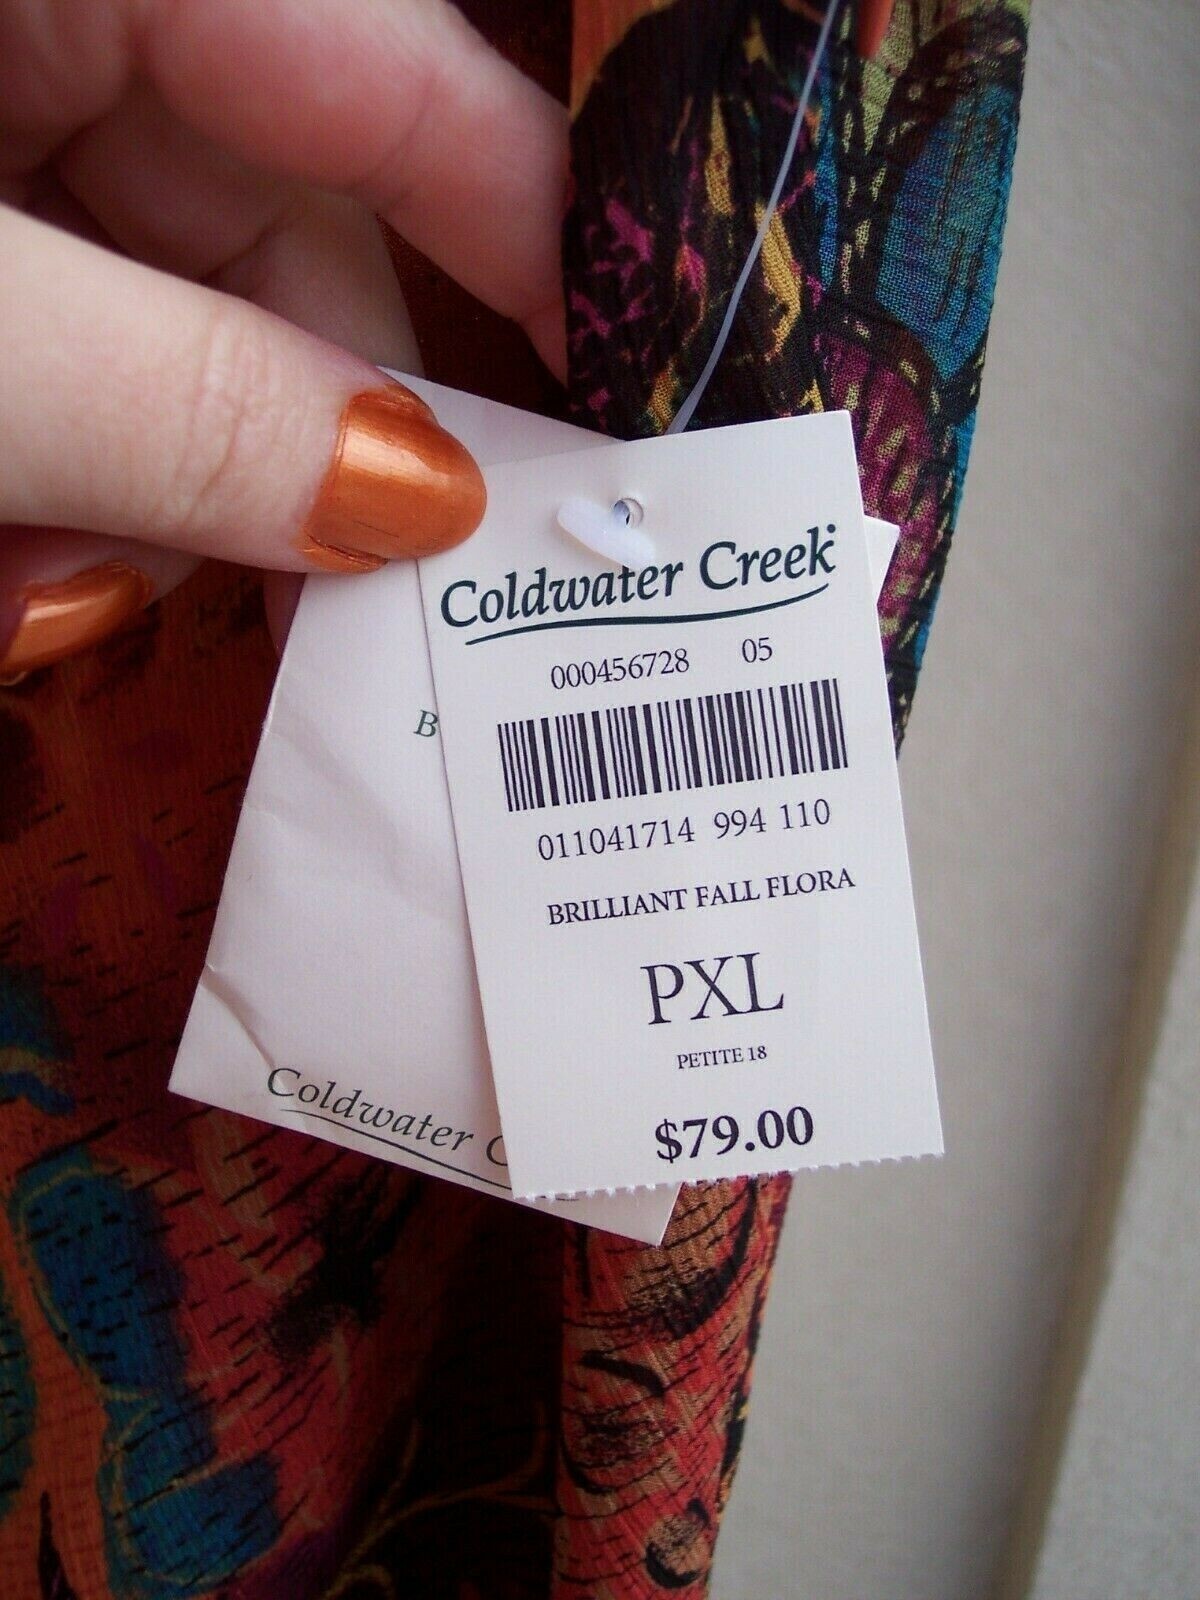 Coldwater Creek
000456728 05
011041714 994 110
BRILLIANT FALL FLORA
PXL
PETITE 18
$79.00
B
Coldwater C